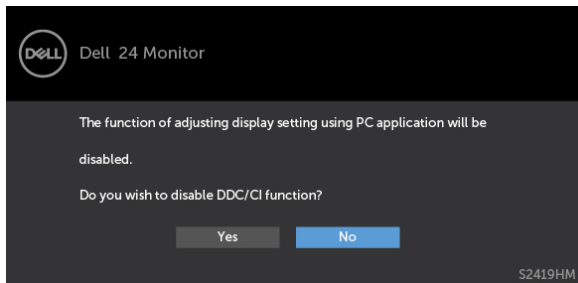 DELL
Dell 24 Monitor
The function of adjusting display setting using PC application will be
disabled.
Do you wish to disable DDC/CI function?
Yes No
S2419HM